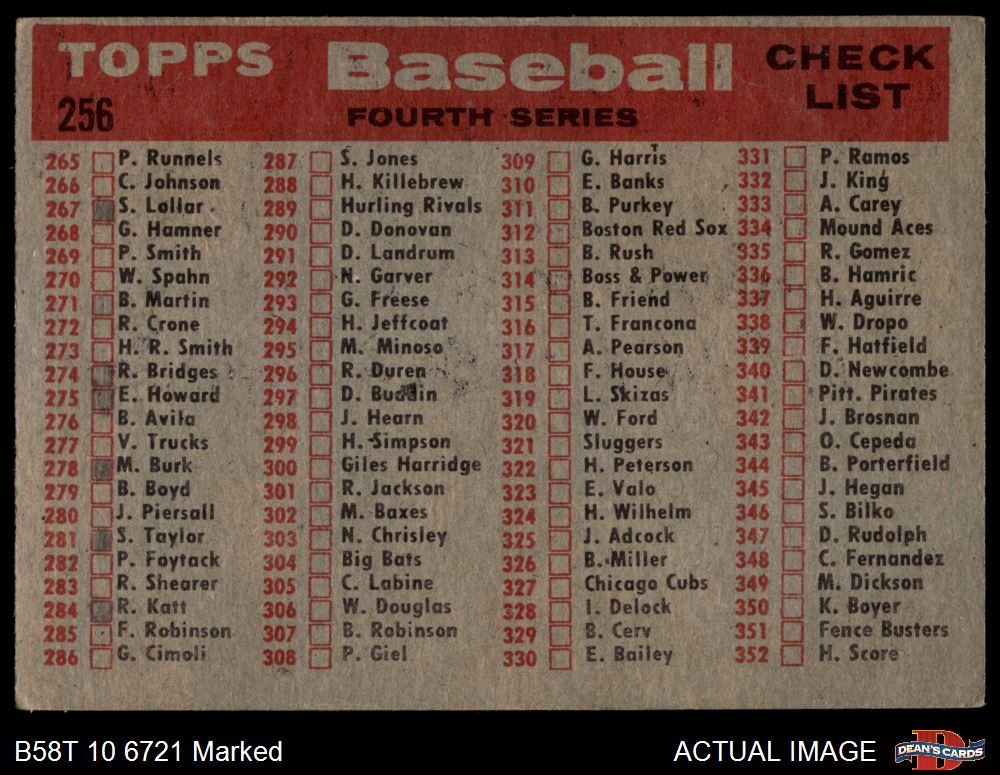 TOPPS Baseball CHECK LIST
256 FOURTH SERIES
265 P. Runnels
266 C. Johnson
267 S. Lollar
268 G. Hamner
269 P. Smith
270 W. Spahn
271 B. Martin
272 R. Crone
273 H. R. Smith
274 R. Bridges
275 E. Howard
276 B. Avila
277 V. Trucks
278 M. Burk
279 B. Boyd
280 J. Piersall
281 S. Taylor
282 P. Foytack
283 R. Shearer
284 R. Katt
285 F. Robinson
286 G. Cimoli
287 S. Jones
288 H. Killebrew
289 Hurling Rivals
290 D. Donovan
291 D. Landrum
292 N. Garver
293 G. Freese
294 H. Jeffcoat
295 M. Minoso
296 R. Duren
297 D. Buddin
298 J. Hearn
299 H. Simpson
300 Giles Harridge
301 R. Jackson
302 M. Baxes
303 N. Chrisley
304 Big Bats
305 C. Labine
306 W. Douglas
307 B. Robinson
308 P. Giel
309 G. Harris
310 E. Banks
311 B. Purkey
312 Boston Red Sox
313 B. Rush
314 Boss & Power
315 B. Friend
316 T. Francona
317 A. Pearson
318 F. House
319 L. Skizas
320 W. Ford
321 Sluggers
322 H. Peterson
323 E. Valo
324 H. Wilhelm
325 J. Adcock
326 B. Miller
327 Chicago Cubs
328 I. Delock
329 B. Cerv
330 E. Bailey
331 P. Ramos
332 J. King
333 A. Carey
334 Mound Aces
335 R. Gomez
336 B. Hamric
337 H. Aguirre
338 W. Dropo
339 F. Hatfield
340 D. Newcombe
341 Pitt. Pirates
342 J. Brosnan
343 O. Cepeda
344 B. Porterfield
345 J. Hegan
346 S. Bilko
347 D. Rudolph
348 C. Fernandez
349 M. Dickson
350 K. Boyer
351 Fence Busters
352 H. Score
B58T 10 6721 Marked
ACTUAL IMAGE
DEAN'S CARDS